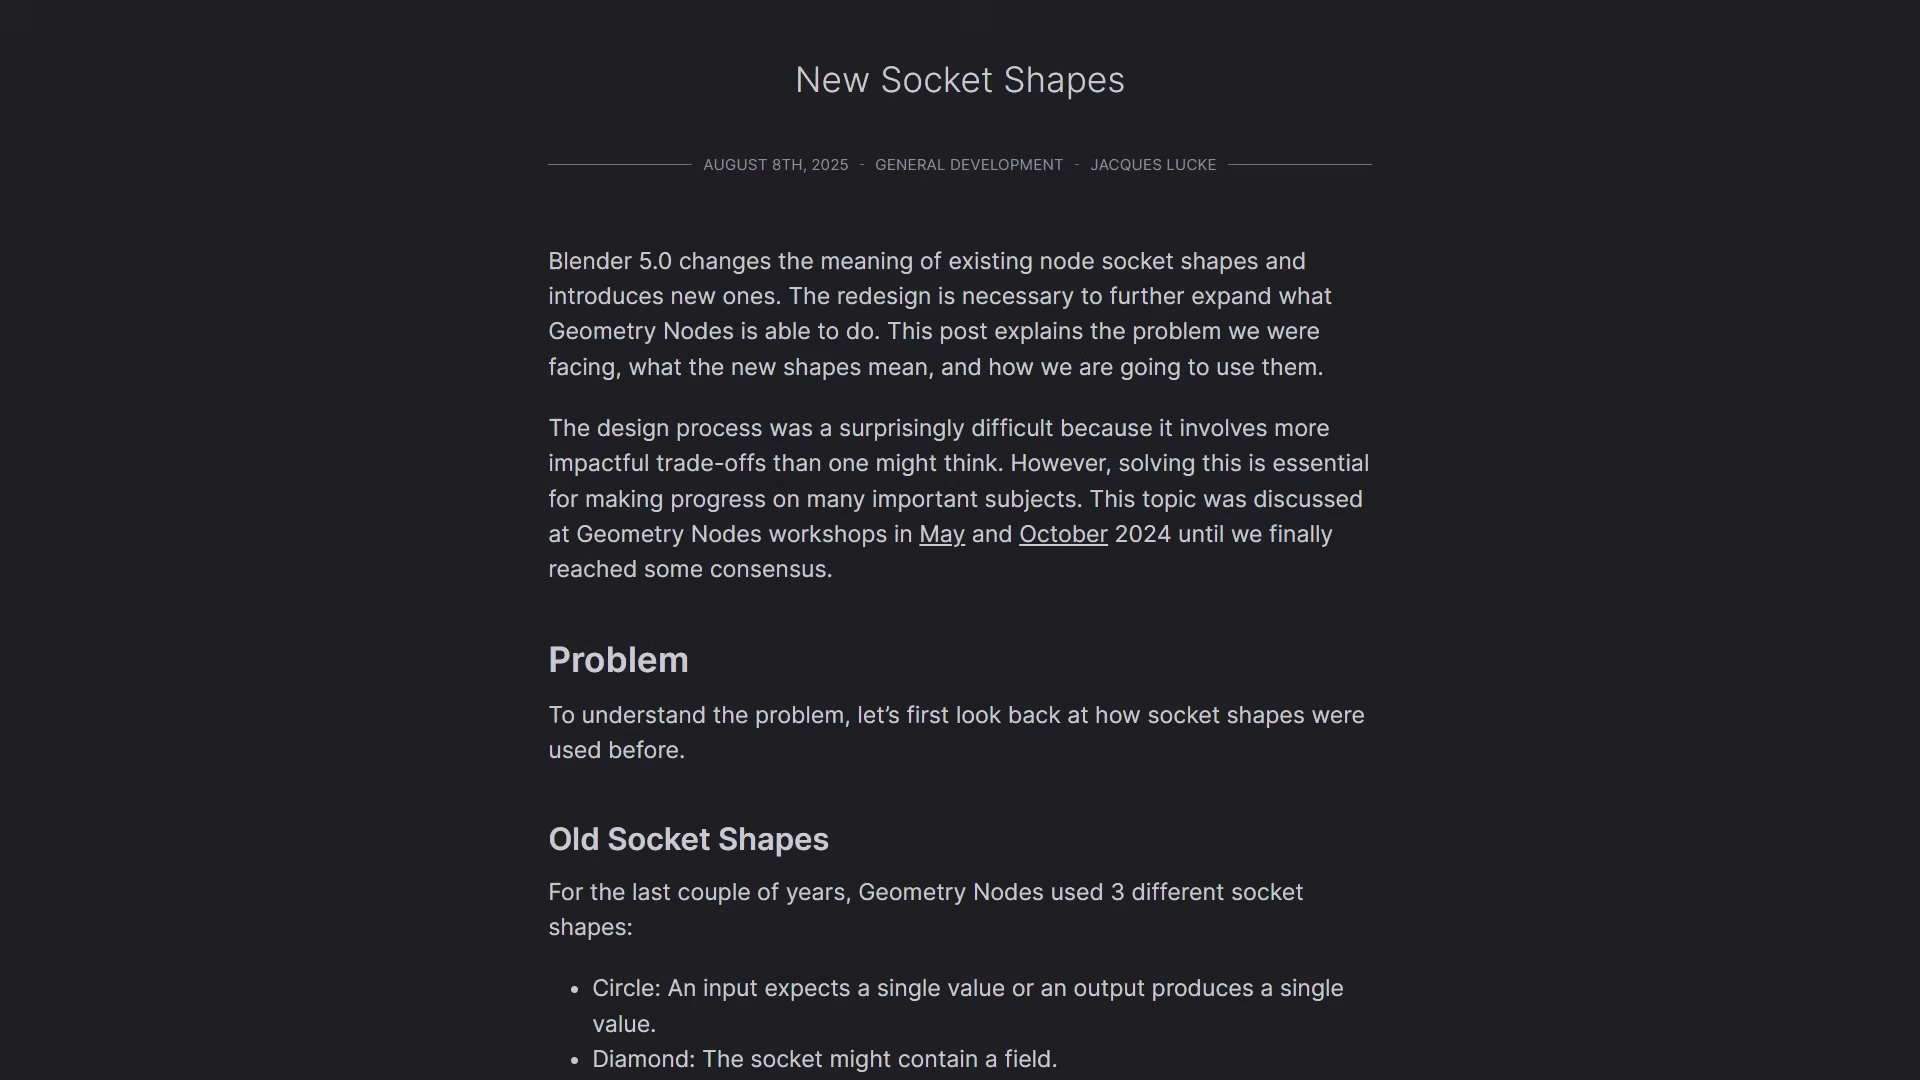 New Socket Shapes
AUGUST 8TH, 2025 - GENERAL DEVELOPMENT - JACQUES LUCKE
Blender 5.0 changes the meaning of existing node socket shapes and
introduces new ones. The redesign is necessary to further expand what
Geometry Nodes is able to do. This post explains the problem we were
facing, what the new shapes mean, and how we are going to use them.
The design process was a surprisingly difficult because it involves more
impactful trade-offs than one might think. However, solving this is essential
for making progress on many important subjects. This topic was discussed
at Geometry Nodes workshops in May and October 2024 until we finally
reached some consensus.
Problem
To understand the problem, let’s first look back at how socket shapes were
used before.
Old Socket Shapes
For the last couple of years, Geometry Nodes used 3 different socket
shapes:
• Circle: An input expects a single value or an output produces a single
value.
• Diamond: The socket might contain a field.